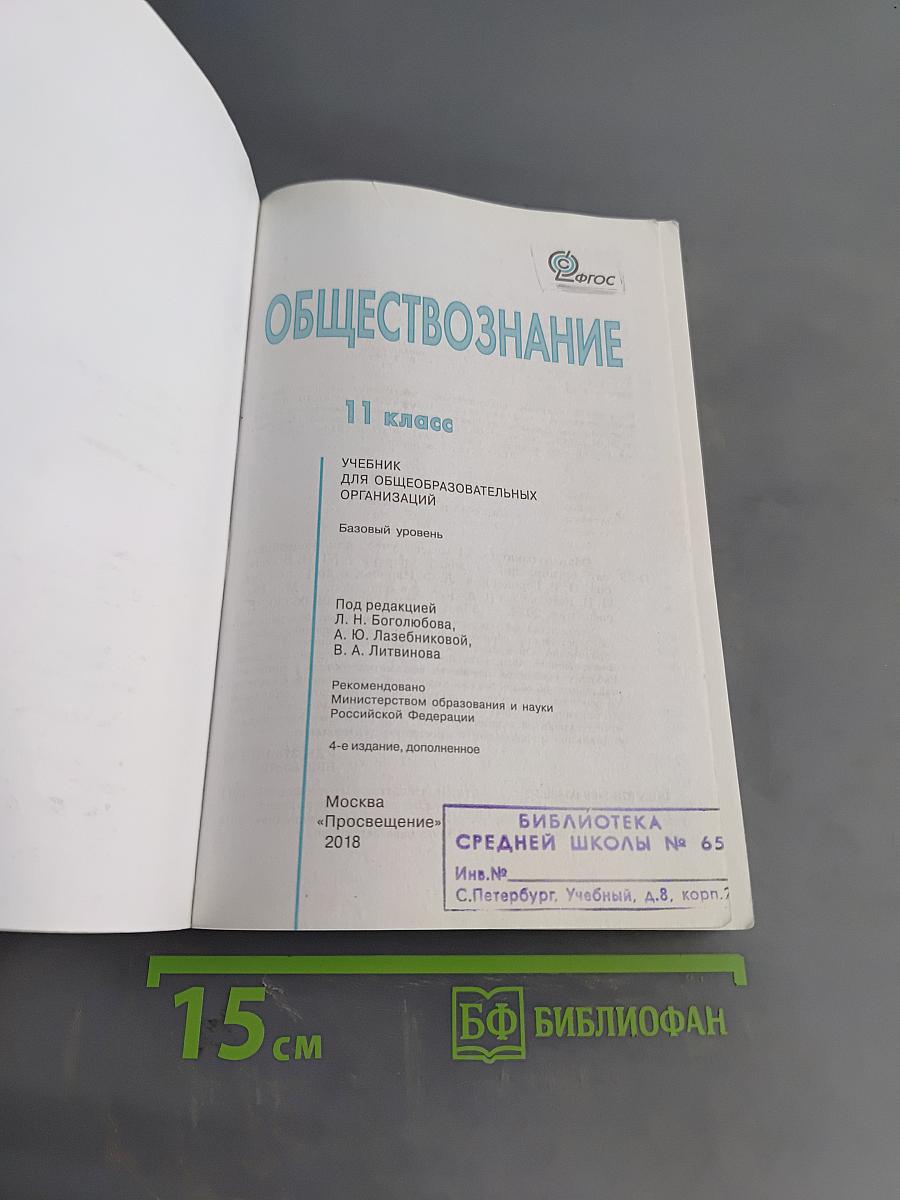 ФГОС
ОБЩЕСТВОЗНАНИЕ
11 класс
УЧЕБНИК
ДЛЯ ОБЩЕОБРАЗОВАТЕЛЬНЫХ
ОРГАНИЗАЦИЙ
Базовый уровень
Под редакцией
Л. Н. Боголюбова,
А. Ю. Лазебниковой,
В. А. Литвинова
Рекомендовано
Министерством образования и науки
Российской Федерации
4-е издание, дополненное
Москва
«Просвещение»
2018
БИБЛИОТЕКА
СРЕДНЕЙ ШКОЛЫ № 65
Инв.№
С.Петербург, Учебный, д.8, корп.2
15 см
БФ БИБЛИОФАН